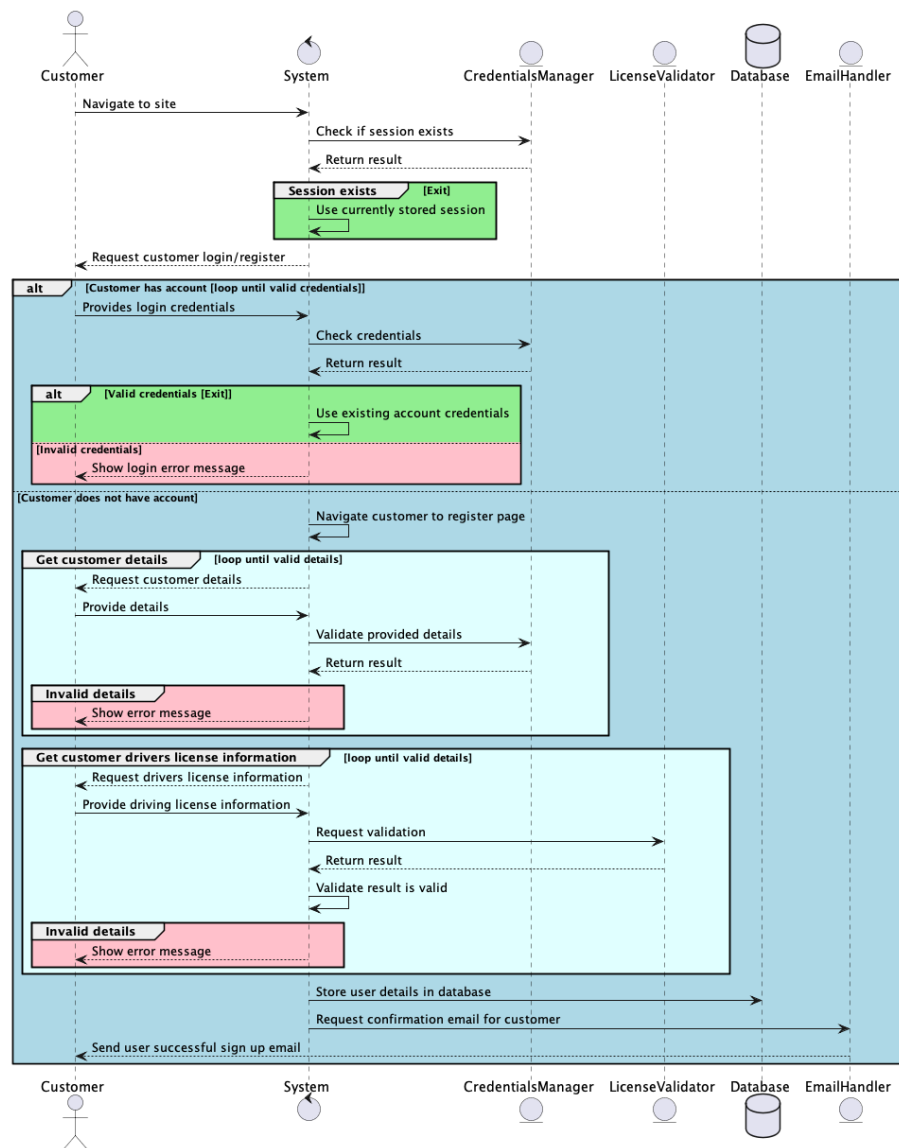 Customer System CredentialsManager LicenseValidator Database EmailHandler
Navigate to site
Check if session exists
Return result
Session exists [Exit]
Use currently stored session
Request customer login/register
alt [Customer has account [loop until valid credentials]]
Provides login credentials
Check credentials
Return result
alt [Valid credentials [Exit]]
Use existing account credentials
[Invalid credentials]
Show login error message
[Customer does not have account]
Navigate customer to register page
Get customer details [loop until valid details]
Request customer details
Provide details
Validate provided details
Return result
Invalid details
Show error message
Get customer drivers license information [loop until valid details]
Request drivers license information
Provide driving license information
Request validation
Return result
Validate result is valid
Invalid details
Show error message
Store user details in database
Request confirmation email for customer
Send user successful sign up email
Customer System CredentialsManager LicenseValidator Database EmailHandler